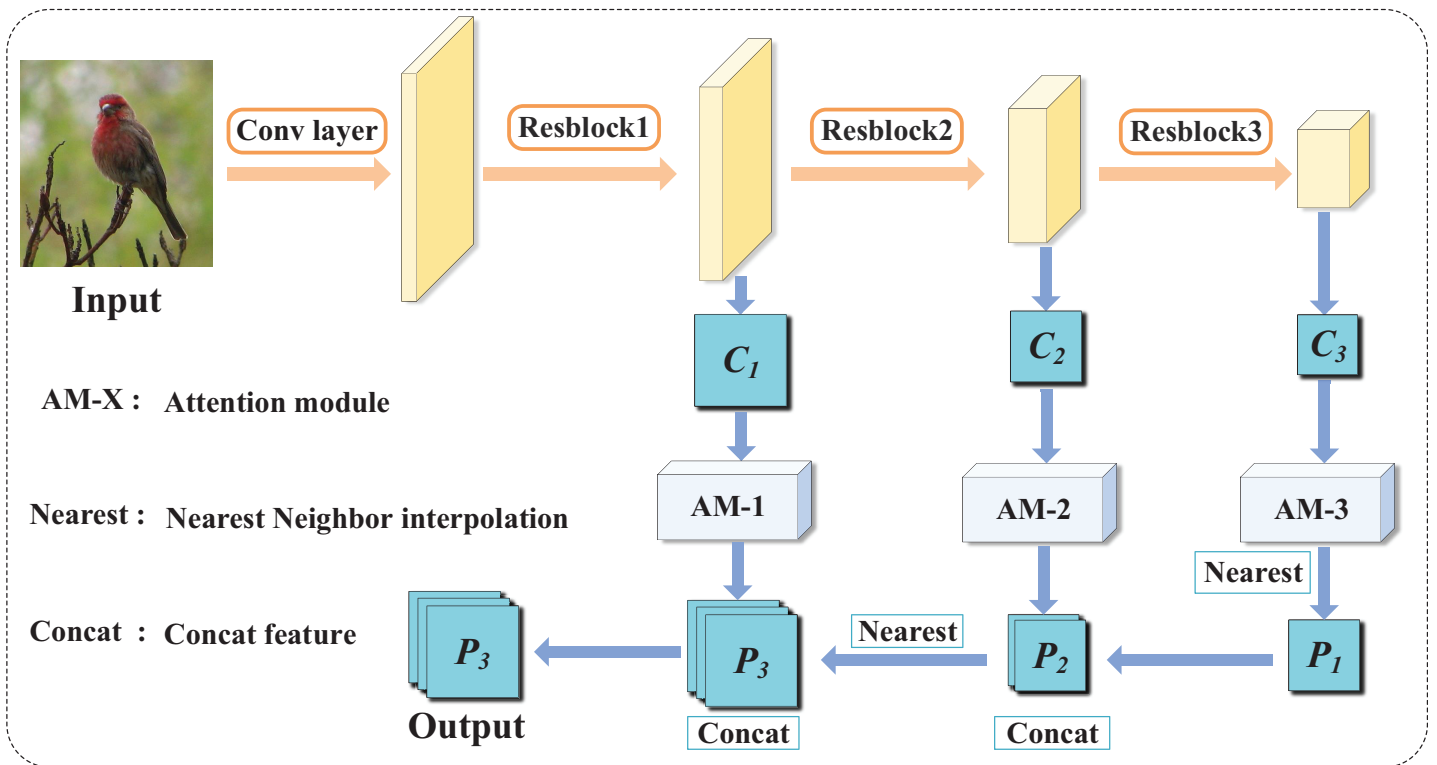 Conv layer
Resblock1
Resblock2
Resblock3
Input
C1
C2
C3
AM-X : Attention module
AM-1
AM-2
AM-3
Nearest : Nearest Neighbor interpolation
Nearest
Concat : Concat feature
P3
P3
Nearest
P2
P1
Output
Concat
Concat